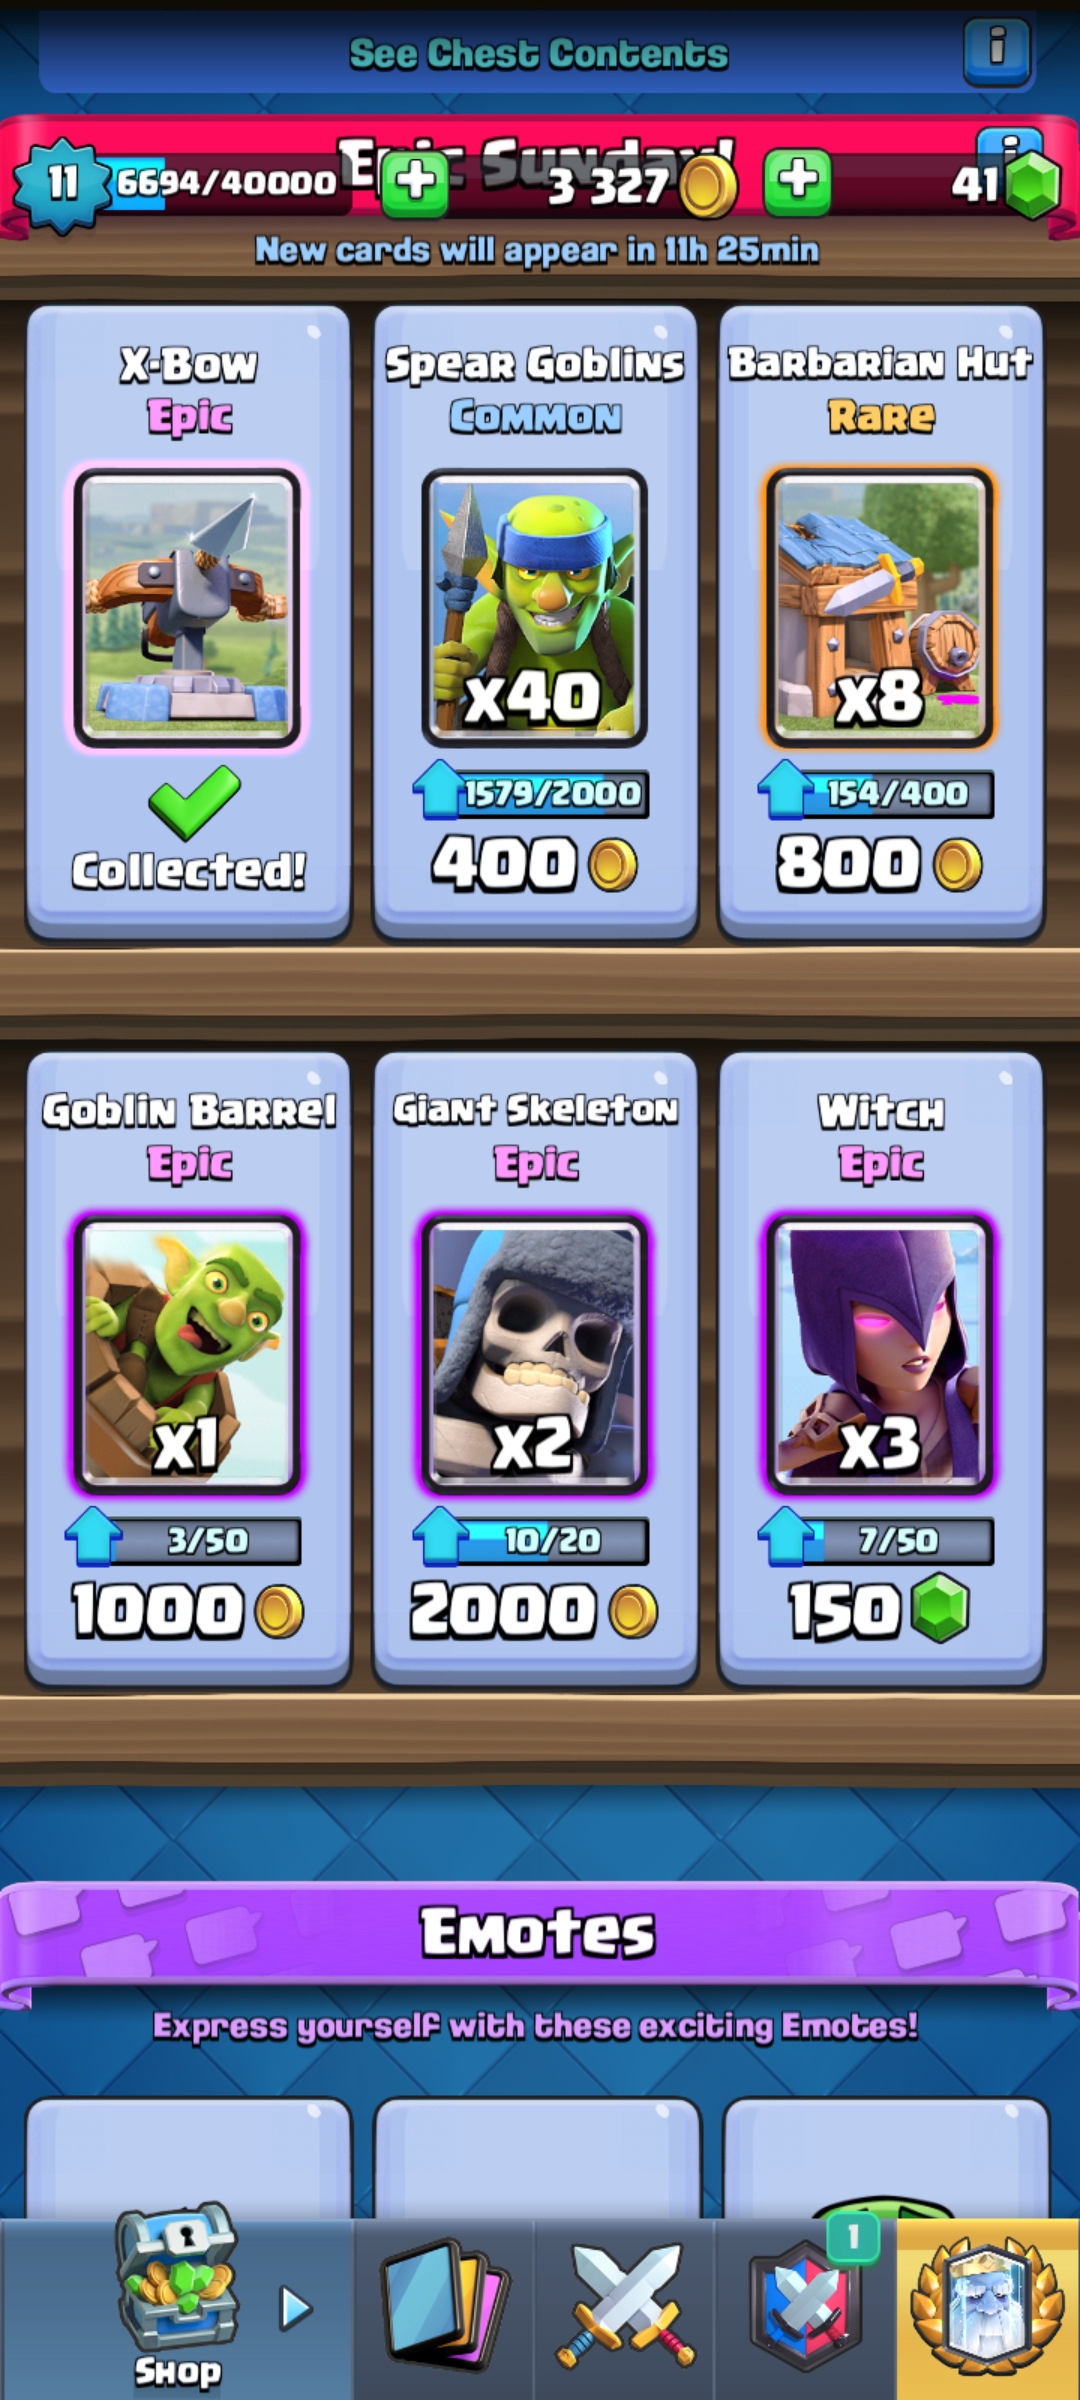 See Chest Contents
i
Epic Sunday!
i
11
6694/40000
+
3 327
+
41
New cards will appear in 11h 25min
X-Bow
Epic
Collected!
Spear Goblins
Common
x40
1579/2000
400
Barbarian Hut
Rare
x8
154/400
800
Goblin Barrel
Epic
x1
3/50
1000
Giant Skeleton
Epic
x2
10/20
2000
Witch
Epic
x3
7/50
150
Emotes
Express yourself with these exciting Emotes!
1
Shop